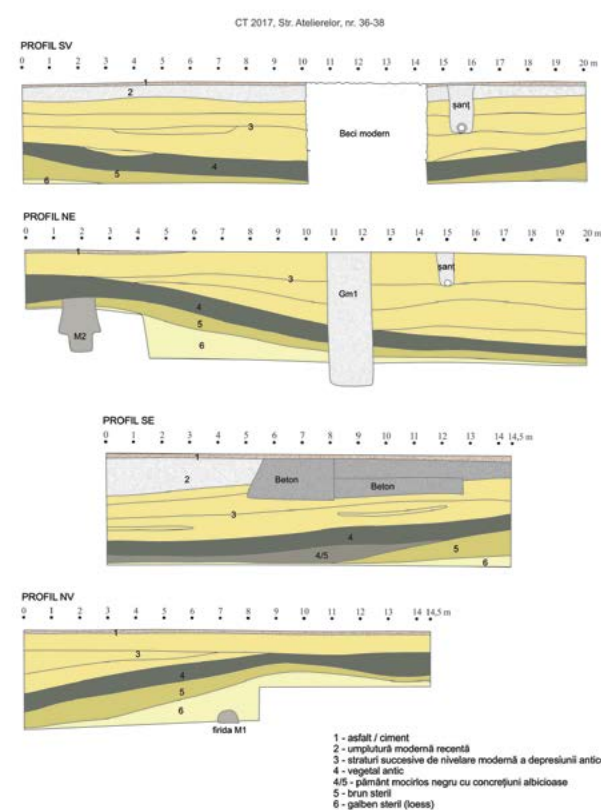 CT 2017, Str. Atelierelor, nr. 36-38
PROFIL SV
0 1 2 3 4 5 6 7 8 9 10 11 12 13 14 15 16 17 18 19 20 m
1
2
șanț
3
Beci modern
4
5
6
PROFIL NE
0 1 2 3 4 5 6 7 8 9 10 11 12 13 14 15 16 17 18 19 20 m
1
șanț
3
Gm1
4
5
M2
6
PROFIL SE
0 1 2 3 4 5 6 7 8 9 10 11 12 13 14 14,5 m
1
2
Beton
Beton
3
4
4/5
5
6
PROFIL NV
0 1 2 3 4 5 6 7 8 9 10 11 12 13 14 14,5 m
1
3
4
5
6
firida M1
1 - asfalt / ciment
2 - umplutură modernă recentă
3 - straturi succesive de nivelare modernă a depresiunii antice
4 - vegetal antic
4/5 - pământ mocirlos negru cu concrețiuni albicioase
5 - brun steril
6 - galben steril (loess)